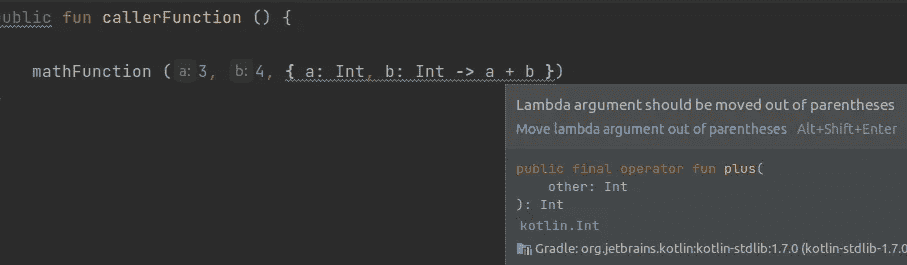 public fun callerFunction () {
mathFunction ( a: 3, b: 4, { a: Int, b: Int -> a + b })
Lambda argument should be moved out of parentheses
Move lambda argument out of parentheses Alt+Shift+Enter
public final operator fun plus(
other: Int
): Int
kotlin.Int
Gradle: org.jetbrains.kotlin:kotlin-stdlib:1.7.0 (kotlin-stdlib-1.7.0